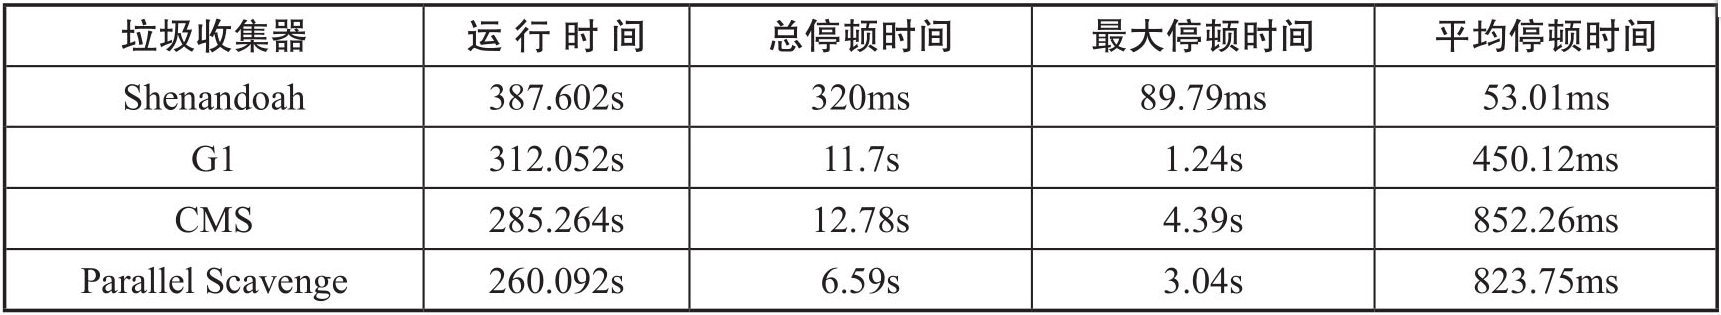 垃圾收集器 运行时间 总停顿时间 最大停顿时间 平均停顿时间
Shenandoah 387.602s 320ms 89.79ms 53.01ms
G1 312.052s 11.7s 1.24s 450.12ms
CMS 285.264s 12.78s 4.39s 852.26ms
Parallel Scavenge 260.092s 6.59s 3.04s 823.75ms